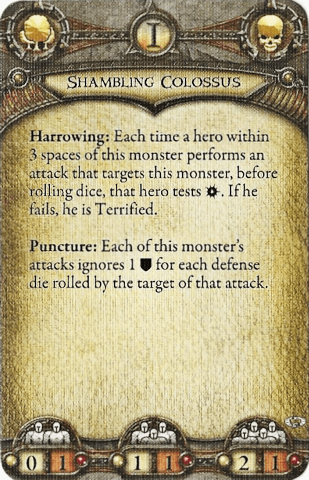 I
Shambling Colossus
Harrowing: Each time a hero within
3 spaces of this monster performs an
attack that targets this monster, before
rolling dice, that hero tests . If he
fails, he is Terrified.
Puncture: Each of this monster's
attacks ignores 1 for each defense
die rolled by the target of that attack.
0 1 1 1 2 1